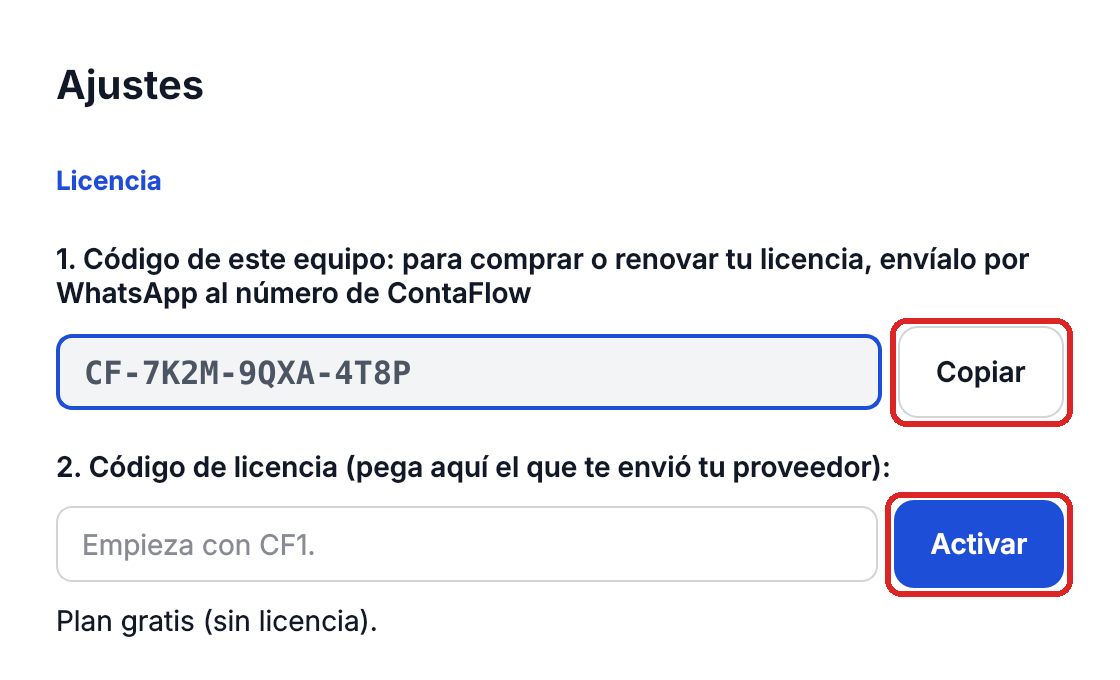 Ajustes
Licencia
1. Código de este equipo: para comprar o renovar tu licencia, envíalo por
WhatsApp al número de ContaFlow
CF-7K2M-9QXA-4T8P
Copiar
2. Código de licencia (pega aquí el que te envió tu proveedor):
Empieza con CF1.
Activar
Plan gratis (sin licencia).